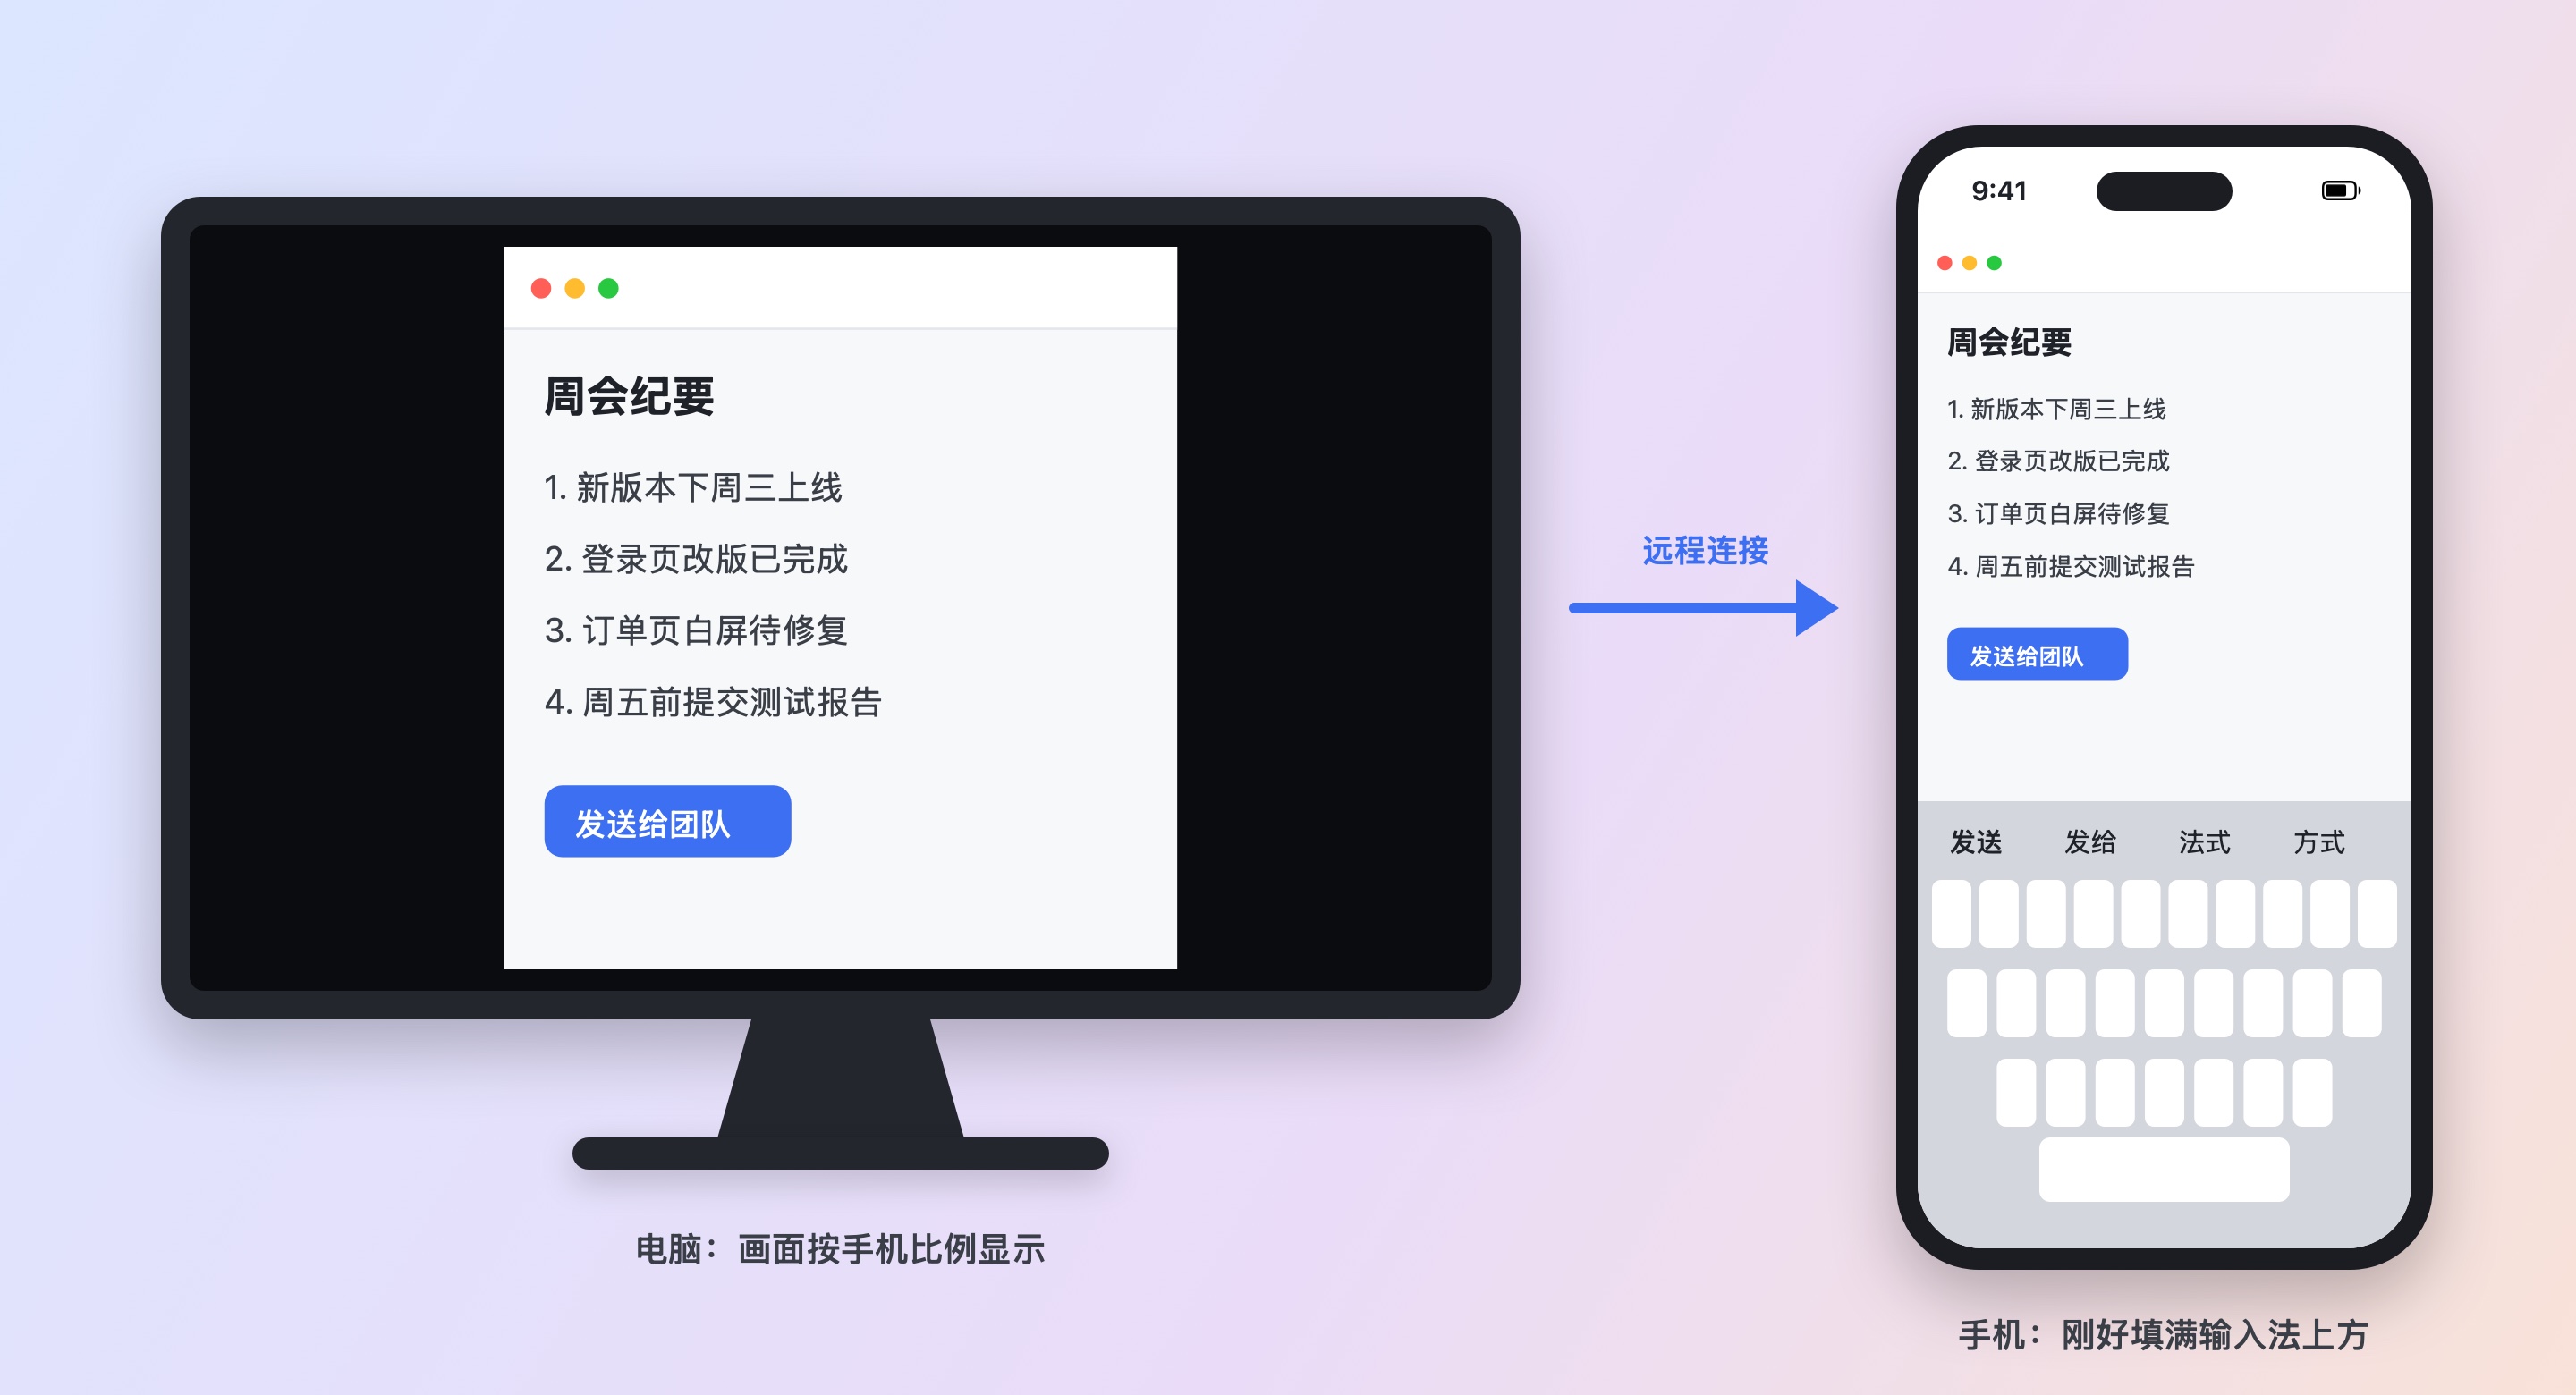 周会纪要
1. 新版本下周三上线
2. 登录页改版已完成
3. 订单页白屏待修复
4. 周五前提交测试报告
发送给团队
电脑：画面按手机比例显示
远程连接
9:41
周会纪要
1. 新版本下周三上线
2. 登录页改版已完成
3. 订单页白屏待修复
4. 周五前提交测试报告
发送给团队
发送 发给 法式 方式
手机：刚好填满输入法上方